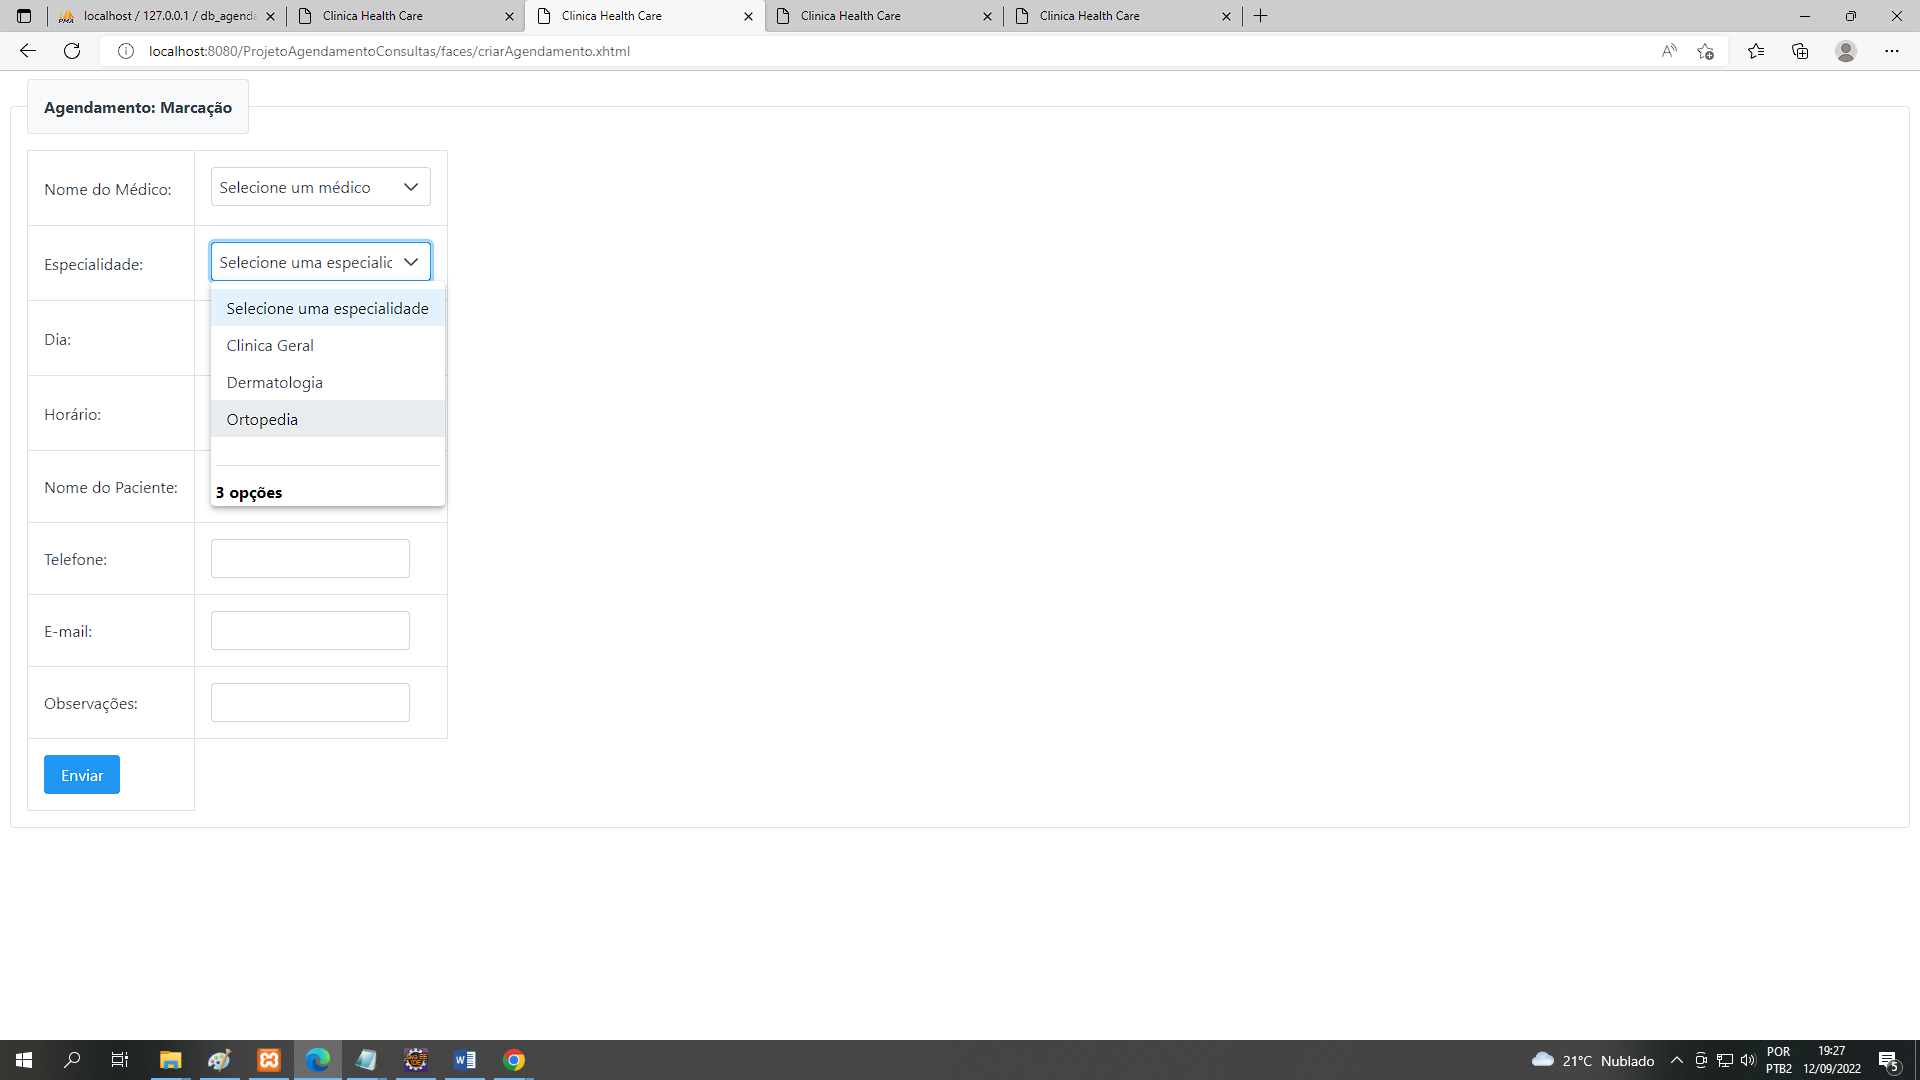 localhost / 127.0.0.1 / db_agenda
Clinica Health Care
Clinica Health Care
Clinica Health Care
Clinica Health Care
localhost:8080/ProjetoAgendamentoConsultas/faces/criarAgendamento.xhtml
Agendamento: Marcação
Nome do Médico:
Selecione um médico
Especialidade:
Selecione uma especialid
Selecione uma especialidade
Clinica Geral
Dermatologia
Ortopedia
3 opções
Dia:
Horário:
Nome do Paciente:
Telefone:
E-mail:
Observações:
Enviar
21°C Nublado
POR
PTB2
19:27
12/09/2022
5